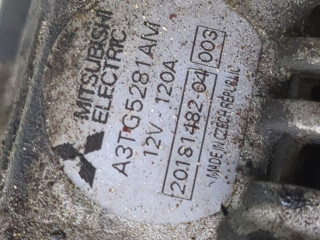 MITSUBISHI
ELECTRIC
A3TG5281AM
12V 120A
20181482 04 003
MADE IN CZECH REPUBLIC